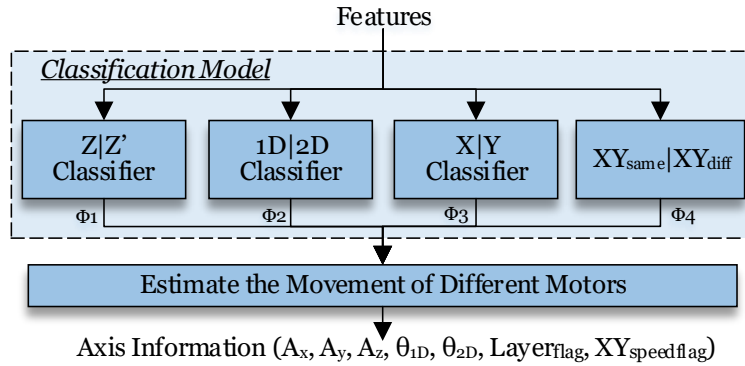 Features
Classification Model
Z|Z’ Classifier
1D|2D Classifier
X|Y Classifier
XYsame|XYdiff
Φ1
Φ2
Φ3
Φ4
Estimate the Movement of Different Motors
Axis Information (Ax, Ay, Az, θ1D, θ2D, Layerflag, XYspeedflag)